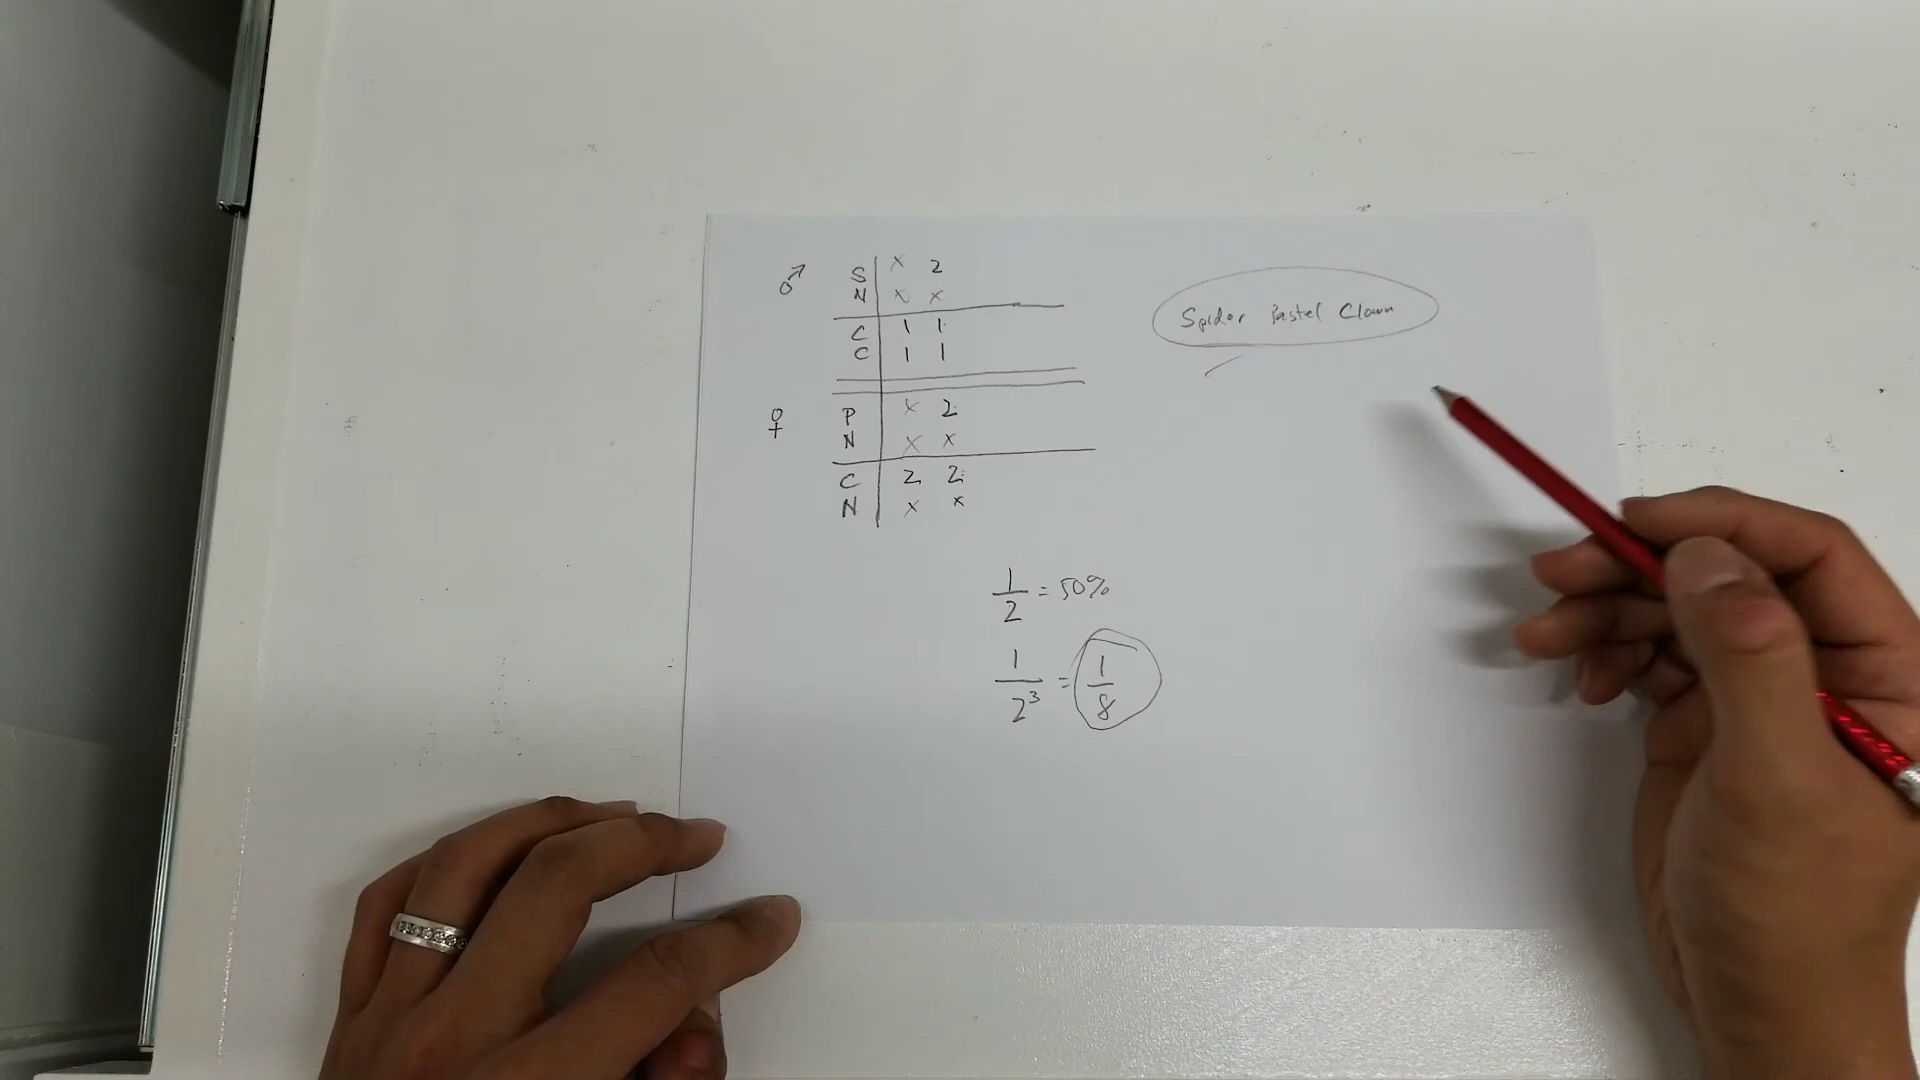 ♂ S x 2
N x x
C 1 1
C 1 1
♀ P x 2
N x x
C 2 2
N x x
Spider Pastel Clown
1/2 = 50%
1/2³ = 1/8